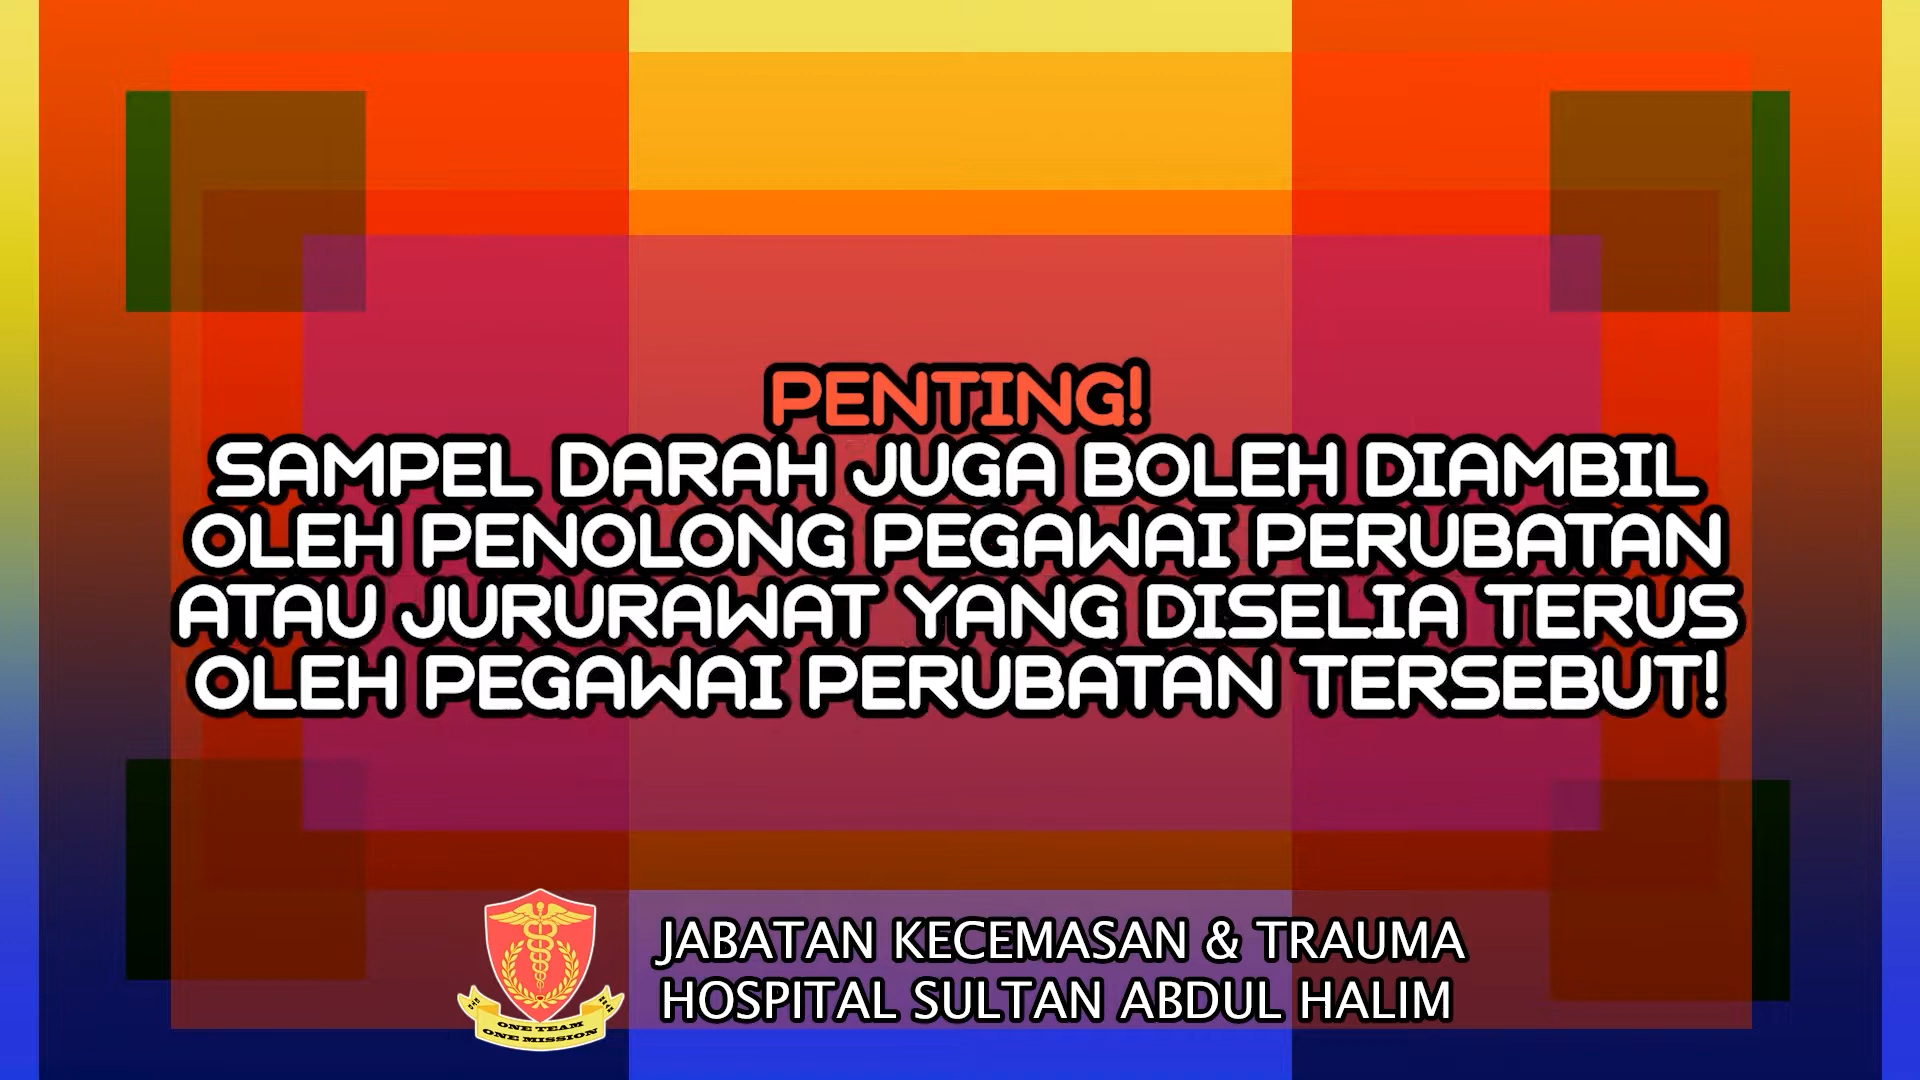 PENTING!
SAMPEL DARAH JUGA BOLEH DIAMBIL
OLEH PENOLONG PEGAWAI PERUBATAN
ATAU JURURAWAT YANG DISELIA TERUS
OLEH PEGAWAI PERUBATAN TERSEBUT!
JABATAN KECEMASAN & TRAUMA
HOSPITAL SULTAN ABDUL HALIM
ONE TEAM
ONE MISSION